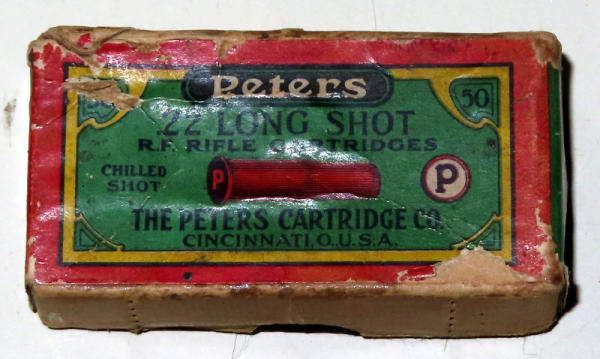 Peters
50
.22 LONG SHOT
R.F. RIFLE CARTRIDGES
CHILLED
SHOT
P
P
THE PETERS CARTRIDGE CO.
CINCINNATI, O. U.S.A.